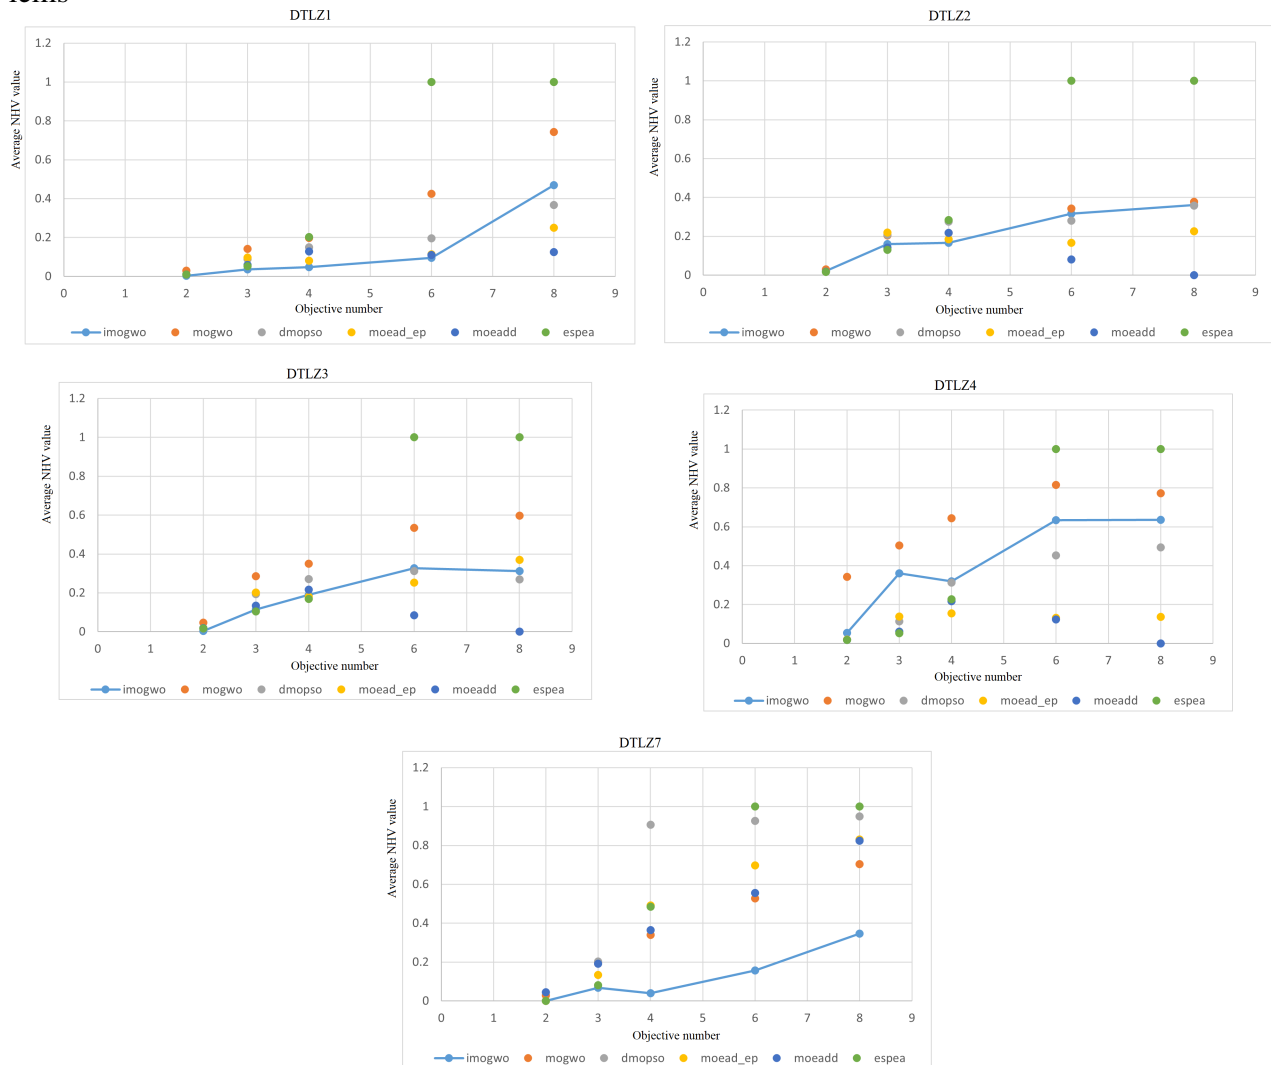 lems
DTLZ1
Average NHV value
1.2
1
0.8
0.6
0.4
0.2
0
0 1 2 3 4 5 6 7 8 9
Objective number
imogwo mogwo dmopso moead_ep moeadd espea
DTLZ2
Average NHV value
1.2
1
0.8
0.6
0.4
0.2
0
0 1 2 3 4 5 6 7 8 9
Objective number
imogwo mogwo dmopso moead_ep moeadd espea
DTLZ3
Average NHV value
1.2
1
0.8
0.6
0.4
0.2
0
0 1 2 3 4 5 6 7 8 9
Objective number
imogwo mogwo dmopso moead_ep moeadd espea
DTLZ4
Average NHV value
1.2
1
0.8
0.6
0.4
0.2
0
0 1 2 3 4 5 6 7 8 9
Objective number
imogwo mogwo dmopso moead_ep moeadd espea
DTLZ7
Average NHV value
1.2
1
0.8
0.6
0.4
0.2
0
0 1 2 3 4 5 6 7 8 9
Objective number
imogwo mogwo dmopso moead_ep moeadd espea